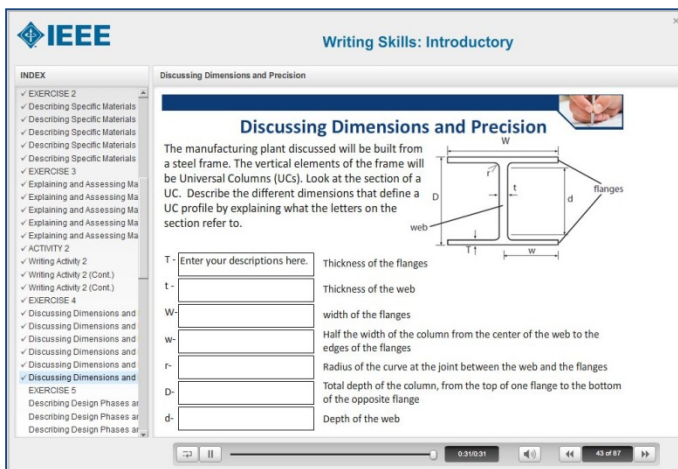 IEEE
Writing Skills: Introductory
INDEX
Discussing Dimensions and Precision
✓ EXERCISE 2
✓ Describing Specific Materials
✓ Describing Specific Materials
✓ Describing Specific Materials
✓ Describing Specific Materials
✓ Describing Specific Materials
✓ EXERCISE 3
✓ Explaining and Assessing Ma
✓ Explaining and Assessing Ma
✓ Explaining and Assessing Ma
✓ Explaining and Assessing Ma
✓ Explaining and Assessing Ma
✓ ACTIVITY 2
✓ Writing Activity 2
✓ Writing Activity 2 (Cont.)
✓ Writing Activity 2 (Cont.)
✓ EXERCISE 4
✓ Discussing Dimensions and
✓ Discussing Dimensions and
✓ Discussing Dimensions and
✓ Discussing Dimensions and
✓ Discussing Dimensions and
✓ Discussing Dimensions and
EXERCISE 5
Describing Design Phases ar
Describing Design Phases ar
Describing Design Phases ar
Discussing Dimensions and Precision
The manufacturing plant discussed will be built from
a steel frame. The vertical elements of the frame will
be Universal Columns (UCs). Look at the section of a
UC. Describe the different dimensions that define a
UC profile by explaining what the letters on the
section refer to.
W
r
D
t
d
flanges
web
T
w
T - Enter your descriptions here. Thickness of the flanges
t - Thickness of the web
W- width of the flanges
w- Half the width of the column from the center of the web to the
edges of the flanges
r- Radius of the curve at the joint between the web and the flanges
D- Total depth of the column, from the top of one flange to the bottom
of the opposite flange
d- Depth of the web
0:31/0:31
43 of 87